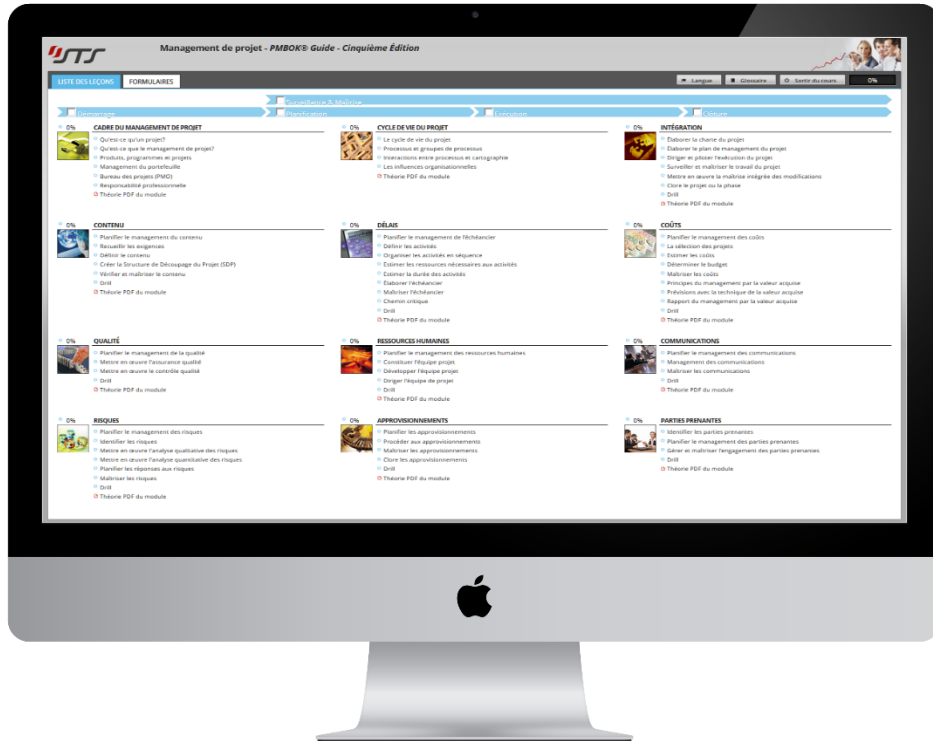 STS
Management de projet - PMBOK® Guide - Cinquième Édition
LISTE DES LEÇONS
FORMULAIRES
Langue
Glossaire
Sortir du cours
0%
Surveillance & Maîtrise
Démarrage
Planification
Exécution
Clôture
0%
CADRE DU MANAGEMENT DE PROJET
Qu'est-ce qu'un projet?
Qu'est-ce que le management de projet?
Produits, programmes et projets
Management du portefeuille
Bureau des projets (PMO)
Responsabilité professionnelle
Théorie PDF du module
0%
CYCLE DE VIE DU PROJET
Le cycle de vie du projet
Processus et groupes de processus
Interactions entre processus et cartographie
Les influences organisationnelles
Théorie PDF du module
0%
INTÉGRATION
Élaborer la charte du projet
Élaborer le plan de management du projet
Diriger et piloter l'exécution du projet
Surveiller et maîtriser le travail du projet
Mettre en œuvre la maîtrise intégrée des modifications
Clore le projet ou la phase
Drill
Théorie PDF du module
0%
CONTENU
Planifier le management du contenu
Recueillir les exigences
Définir le contenu
Créer la Structure de Découpage du Projet (SDP)
Vérifier et maîtriser le contenu
Drill
Théorie PDF du module
0%
DÉLAIS
Planifier le management de l'échéancier
Définir les activités
Organiser les activités en séquence
Estimer les ressources nécessaires aux activités
Estimer la durée des activités
Élaborer l'échéancier
Maîtriser l'échéancier
Chemin critique
Drill
Théorie PDF du module
0%
COÛTS
Planifier le management des coûts
La sélection des projets
Estimer les coûts
Déterminer le budget
Maîtriser les coûts
Principes du management par la valeur acquise
Prévisions avec la technique de la valeur acquise
Rapport du management par la valeur acquise
Drill
Théorie PDF du module
0%
QUALITÉ
Planifier le management de la qualité
Mettre en œuvre l'assurance qualité
Mettre en œuvre le contrôle qualité
Drill
Théorie PDF du module
0%
RESSOURCES HUMAINES
Planifier le management des ressources humaines
Constituer l'équipe projet
Développer l'équipe projet
Diriger l'équipe de projet
Drill
Théorie PDF du module
0%
COMMUNICATIONS
Planifier le management des communications
Management des communications
Maîtriser les communications
Drill
Théorie PDF du module
0%
RISQUES
Planifier le management des risques
Identifier les risques
Mettre en œuvre l'analyse qualitative des risques
Mettre en œuvre l'analyse quantitative des risques
Planifier les réponses aux risques
Maîtriser les risques
Drill
Théorie PDF du module
0%
APPROVISIONNEMENTS
Planifier les approvisionnements
Procéder aux approvisionnements
Maîtriser les approvisionnements
Clore les approvisionnements
Drill
Théorie PDF du module
0%
PARTIES PRENANTES
Identifier les parties prenantes
Planifier le management des parties prenantes
Gérer et maîtriser l'engagement des parties prenantes
Drill
Théorie PDF du module